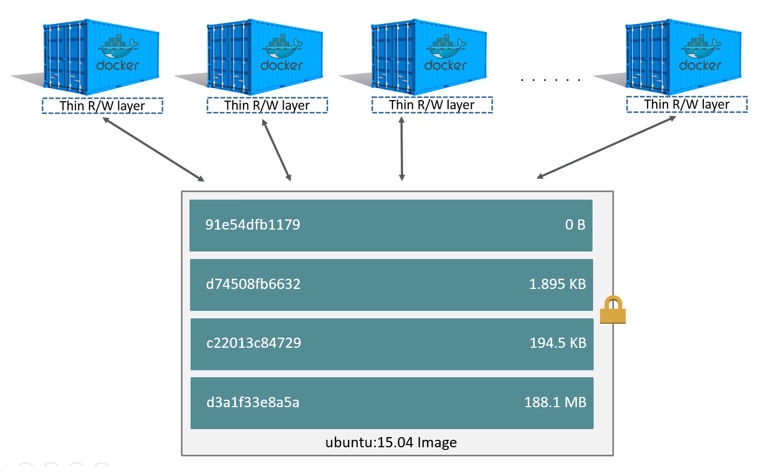 docker docker docker docker
. . . . . .
Thin R/W layer Thin R/W layer Thin R/W layer Thin R/W layer
91e54dfb1179 0 B
d74508fb6632 1.895 KB
c22013c84729 194.5 KB
d3a1f33e8a5a 188.1 MB
ubuntu:15.04 Image